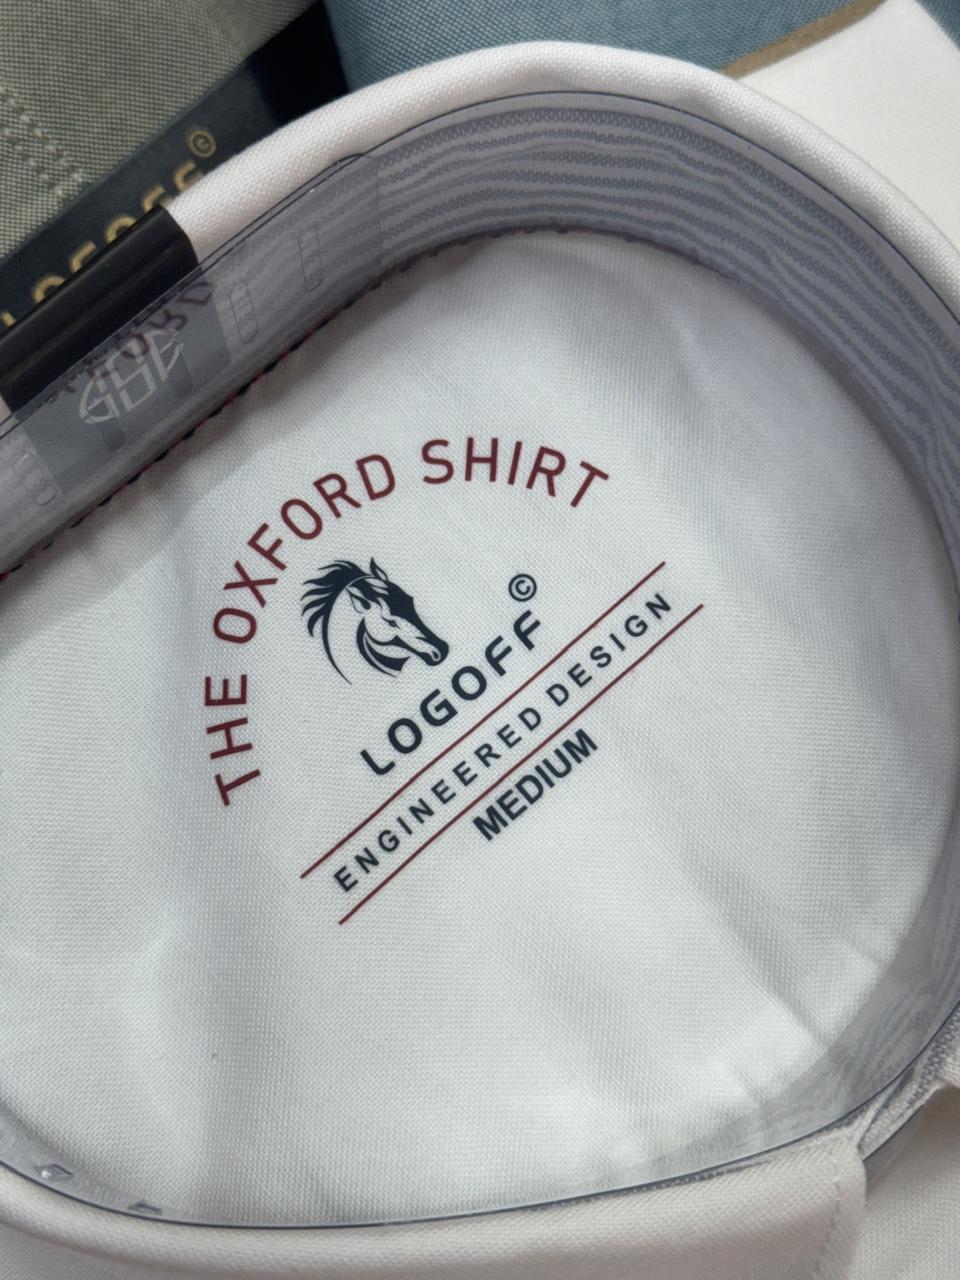 THE OXFORD SHIRT
LOGOFF©
ENGINEERED DESIGN
MEDIUM